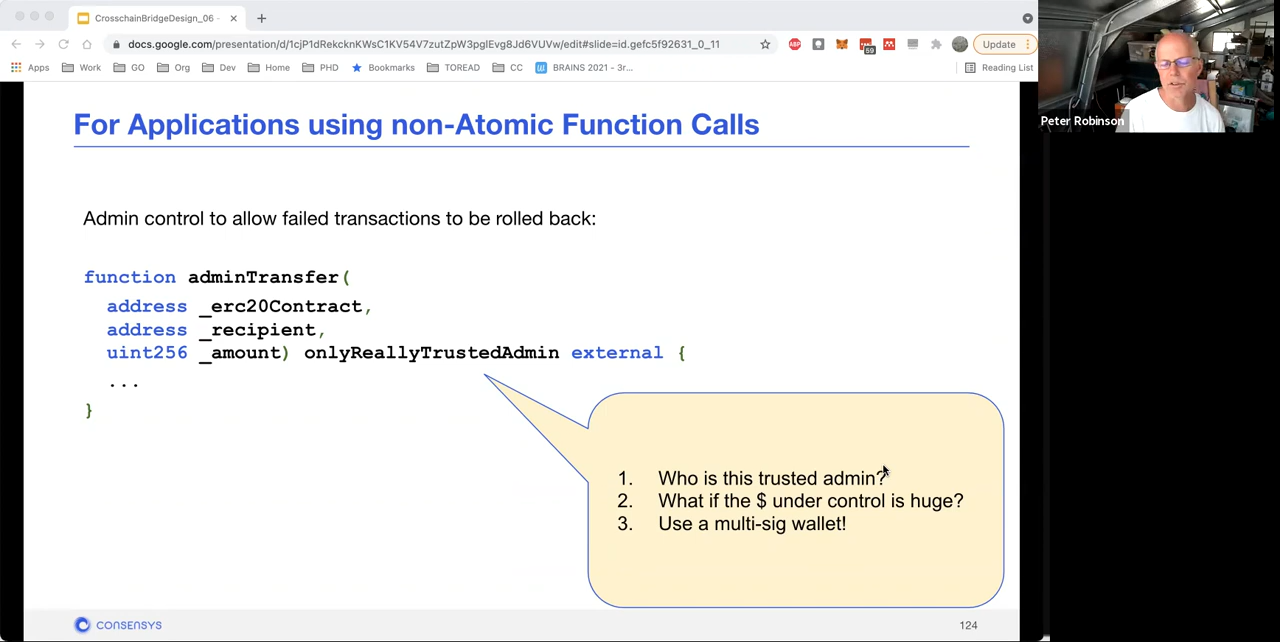 CrosschainBridgeDesign_06 -
docs.google.com/presentation/d/1cjP1dRekcknKWsC1KV54V7zutZpW3pglEvg8Jd6VUVw/edit#slide=id.gefc5f92631_0_11
59
Update
Apps
Work
GO
Org
Dev
Home
PHD
Bookmarks
TOREAD
CC
BRAINS 2021 - 3r...
Reading List
Peter Robinson
For Applications using non-Atomic Function Calls
Admin control to allow failed transactions to be rolled back:
function adminTransfer(
address _erc20Contract,
address _recipient,
uint256 _amount) onlyReallyTrustedAdmin external {
...
}
1. Who is this trusted admin?
2. What if the $ under control is huge?
3. Use a multi-sig wallet!
CONSENSYS
124